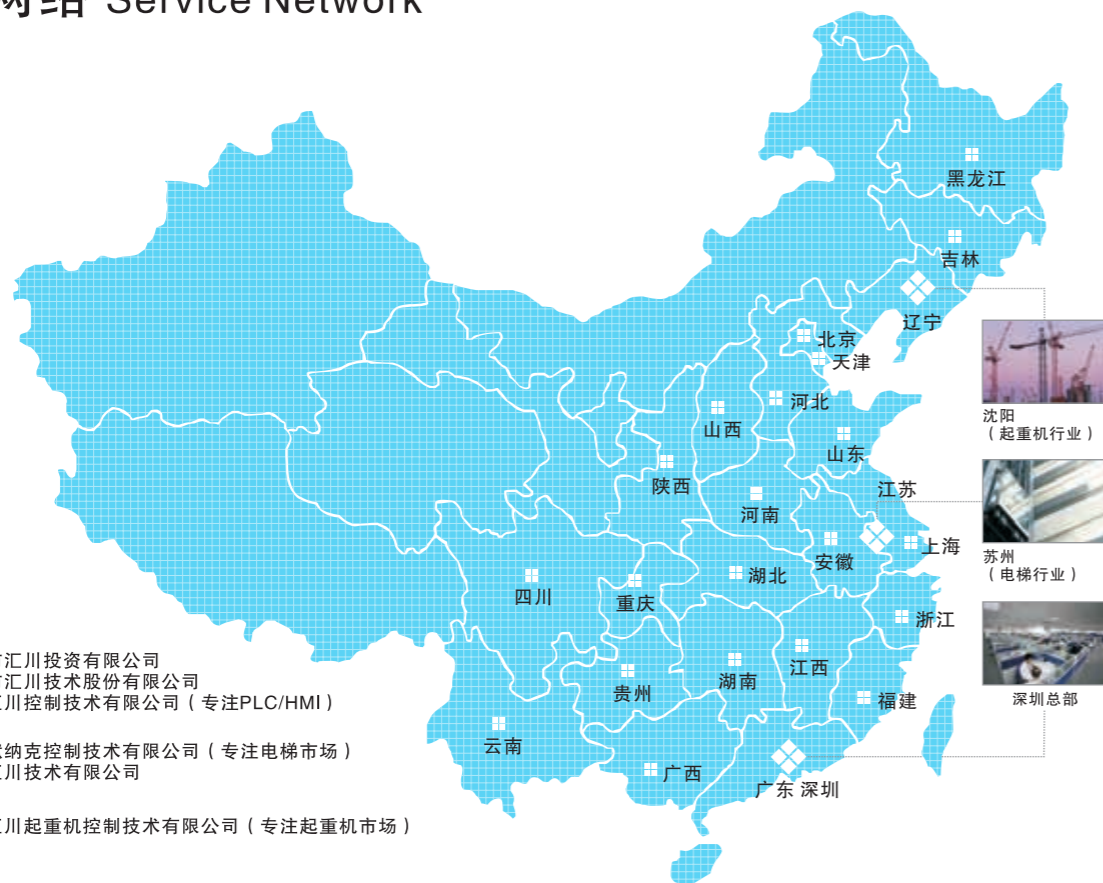 网络 Service Network
黑龙江
吉林
辽宁
北京
天津
河北
山西
山东
沈阳
（起重机行业）
陕西
江苏
河南
上海
安徽
苏州
（电梯行业）
湖北
四川
重庆
浙江
江西
湖南
贵州
福建
深圳总部
云南
广西
广东 深圳
汇川投资有限公司
汇川技术股份有限公司
川控制技术有限公司（专注PLC/HMI）
纳克控制技术有限公司（专注电梯市场）
川技术有限公司
川起重机控制技术有限公司（专注起重机市场）